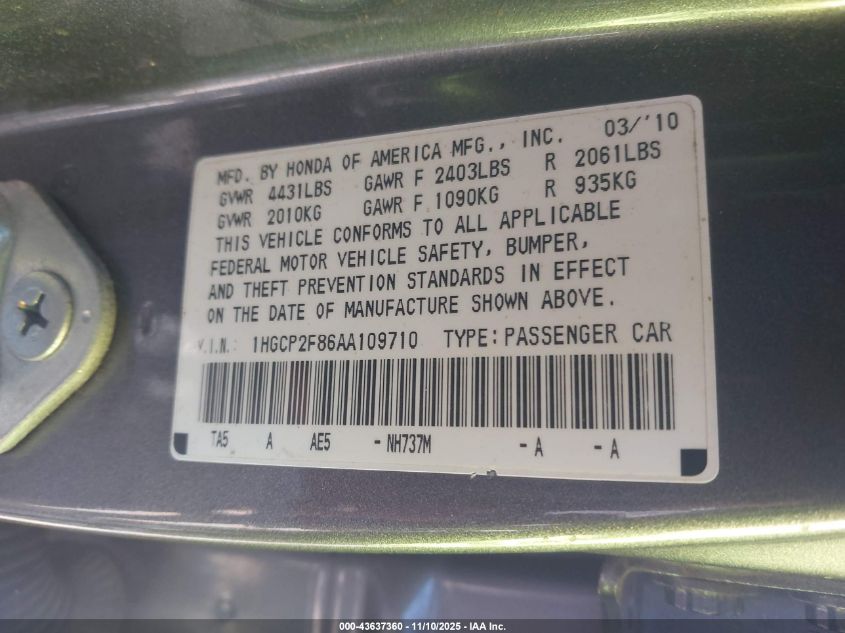 MFD. BY HONDA OF AMERICA MFG., INC. 03/'10
GVWR 4431LBS GAWR F 2403LBS R 2061LBS
GVWR 2010KG GAWR F 1090KG R 935KG
THIS VEHICLE CONFORMS TO ALL APPLICABLE
FEDERAL MOTOR VEHICLE SAFETY, BUMPER,
AND THEFT PREVENTION STANDARDS IN EFFECT
ON THE DATE OF MANUFACTURE SHOWN ABOVE.
V.I.N.: 1HGCP2F86AA109710 TYPE: PASSENGER CAR
TA5 A AE5 -NH737M -A -A
000-43637360 - 11/10/2025 - IAA Inc.